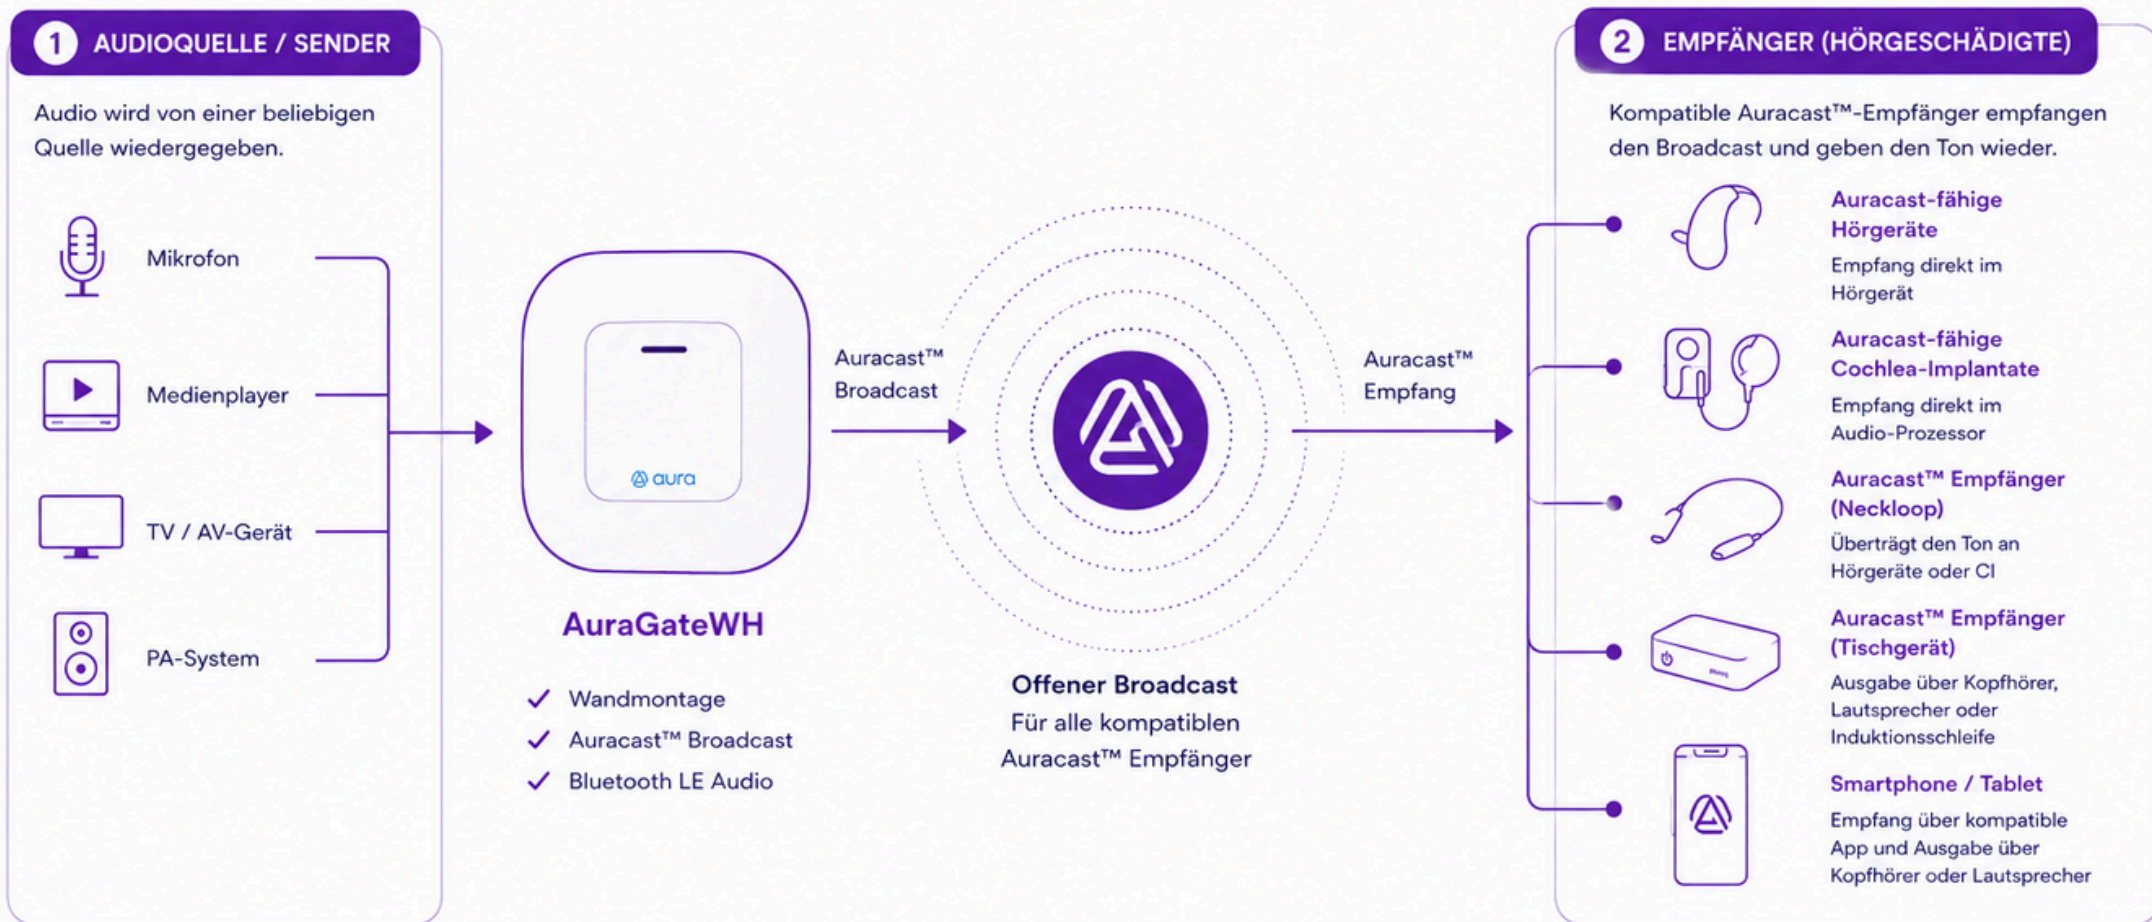 1 AUDIOQUELLE / SENDER
Audio wird von einer beliebigen
Quelle wiedergegeben.
Mikrofon
Medienplayer
TV / AV-Gerät
PA-System
aura
AuraGateWH
Wandmontage
Auracast™ Broadcast
Bluetooth LE Audio
Auracast™
Broadcast
Offener Broadcast
Für alle kompatiblen
Auracast™ Empfänger
Auracast™
Empfang
2 EMPFÄNGER (HÖRGESCHÄDIGTE)
Kompatible Auracast™-Empfänger empfangen
den Broadcast und geben den Ton wieder.
Auracast-fähige
Hörgeräte
Empfang direkt im
Hörgerät
Auracast-fähige
Cochlea-Implantate
Empfang direkt im
Audio-Prozessor
Auracast™ Empfänger
(Neckloop)
Überträgt den Ton an
Hörgeräte oder CI
Auracast™ Empfänger
(Tischgerät)
Ausgabe über Kopfhörer,
Lautsprecher oder
Induktionsschleife
Smartphone / Tablet
Empfang über kompatible
App und Ausgabe über
Kopfhörer oder Lautsprecher